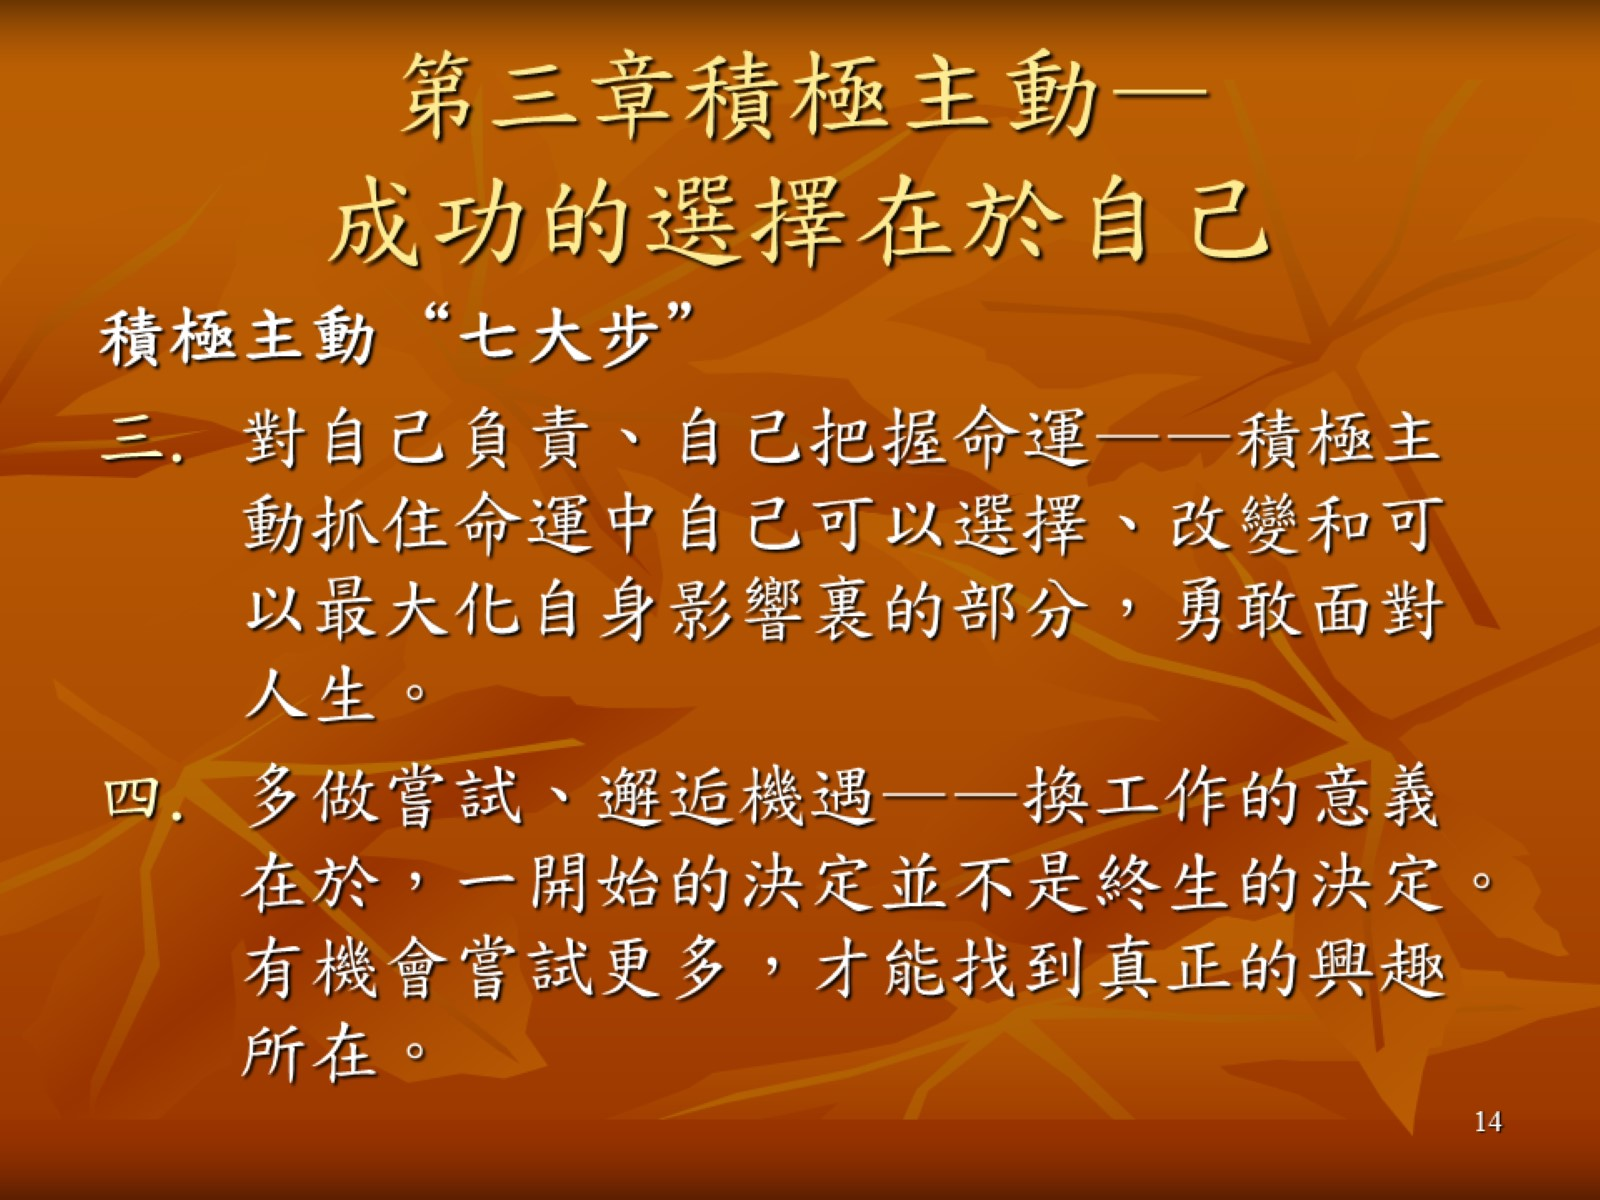 第三章積極主動—
成功的選擇在於自己
積極主動“七大步”
三. 對自己負責、自己把握命運——積極主
動抓住命運中自己可以選擇、改變和可
以最大化自身影響裏的部分，勇敢面對
人生。
四. 多做嘗試、邂逅機遇——換工作的意義
在於，一開始的決定並不是終生的決定。
有機會嘗試更多，才能找到真正的興趣
所在。
14